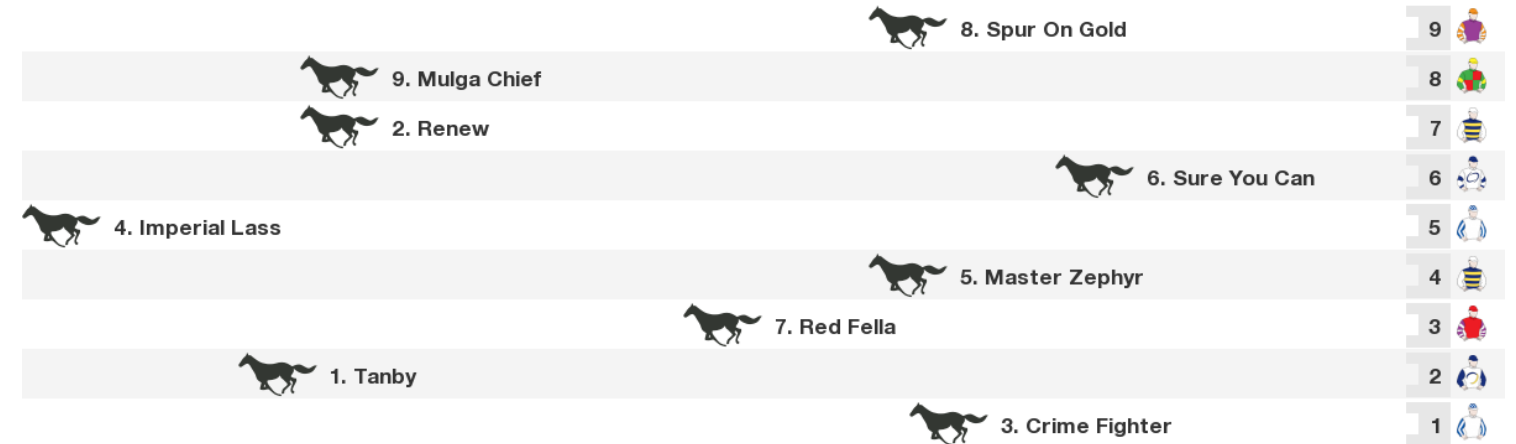 8. Spur On Gold 9
9. Mulga Chief 8
2. Renew 7
6. Sure You Can 6
4. Imperial Lass 5
5. Master Zephyr 4
7. Red Fella 3
1. Tanby 2
3. Crime Fighter 1